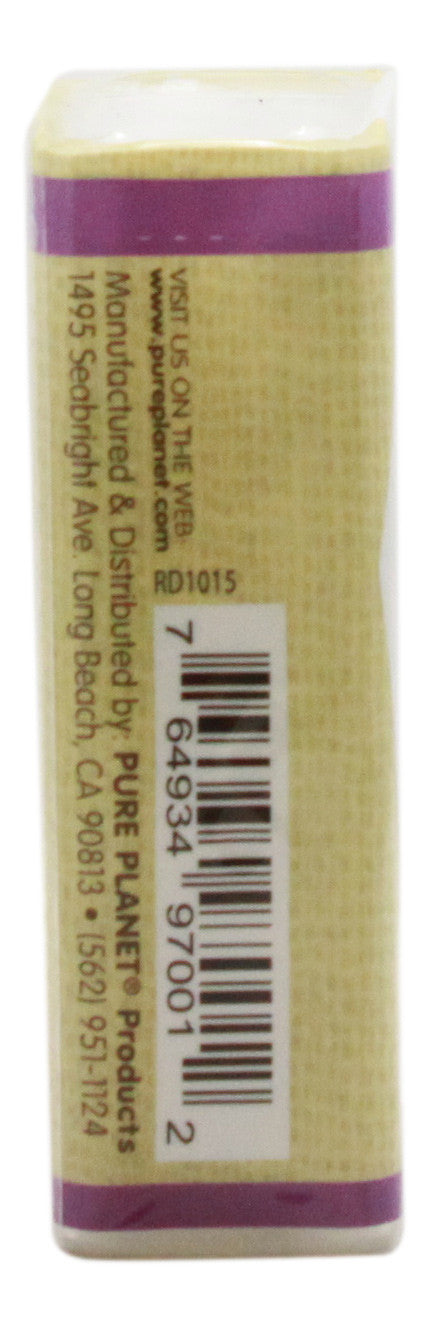 VISIT US ON THE WEB:
www.pureplanet.com
RD1015
7 64934 97001 2
Manufactured & Distributed by: PURE PLANET® Products
1495 Seabright Ave. Long Beach, CA 90813 • (562) 951-1124